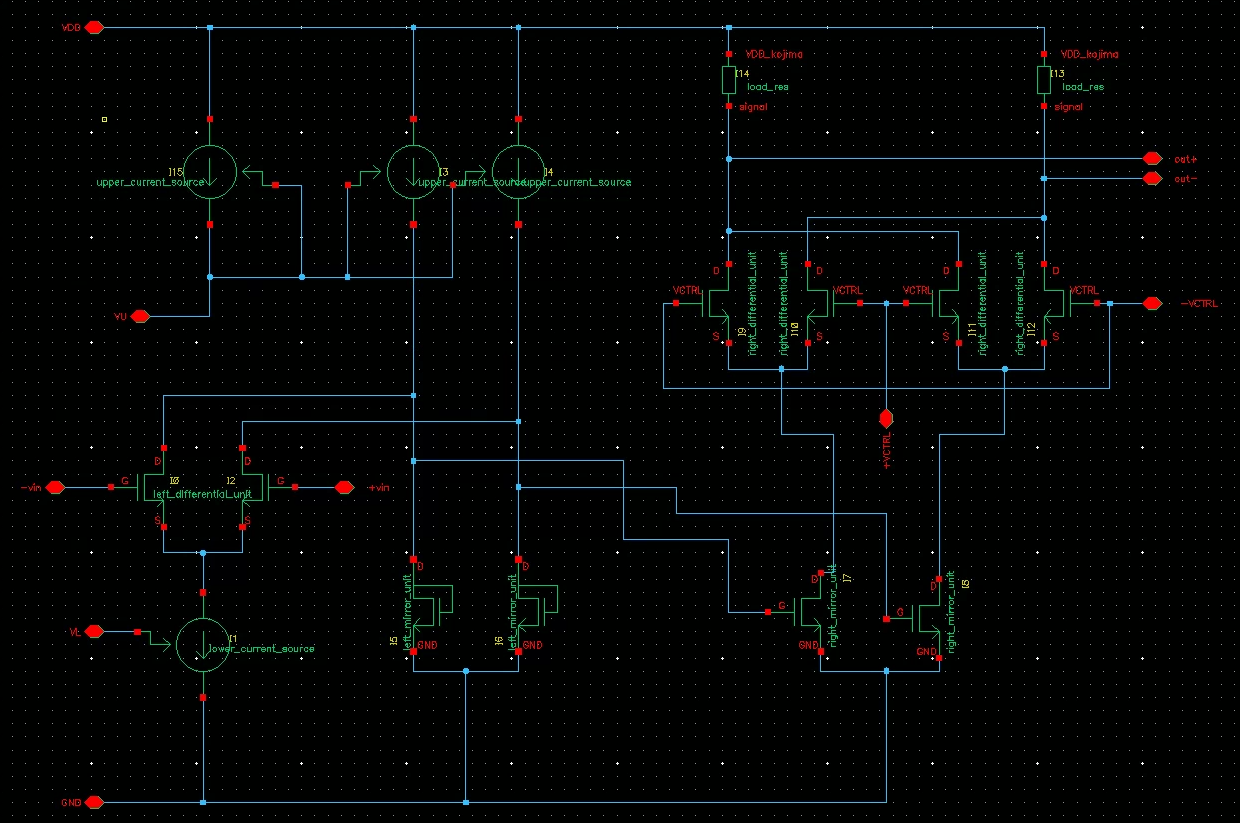 VDD
VDD_kojima
VDD_kojima
I14
I13
load_res
load_res
signal
signal
out+
out-
I15
I3
I4
upper_current_source
upper_current_source
upper_current_source
D
D
D
D
right_differential_unit
right_differential_unit
right_differential_unit
right_differential_unit
VCTRL
VCTRL
VCTRL
VCTRL
-VCTRL
VU
I9
I10
I11
I12
S
S
S
S
+VCTRL
D
D
-vin
G
I0
I2
G
+vin
left_differential_unit
S
S
D
D
D
D
I7
I8
left_mirror_unit
left_mirror_unit
right_mirror_unit
right_mirror_unit
G
G
VL
I1
lower_current_source
I5
I6
GND
GND
GND
GND
GND